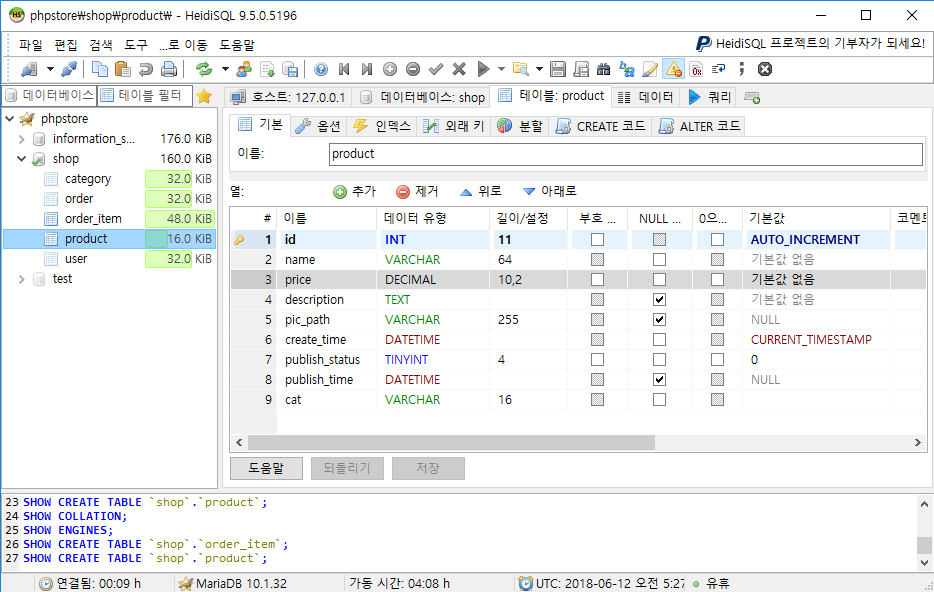 phpstore\shop\product\ - HeidiSQL 9.5.0.5196
파일 편집 검색 도구 ...로 이동 도움말
HeidiSQL 프로젝트의 기부자가 되세요!
데이터베이스 테이블 필터
호스트: 127.0.0.1 데이터베이스: shop 테이블: product 데이터 쿼리
phpstore
information_s... 176.0 KiB
shop 160.0 KiB
category 32.0 KiB
order 32.0 KiB
order_item 48.0 KiB
product 16.0 KiB
user 32.0 KiB
test
기본 옵션 인덱스 외래 키 분할 CREATE 코드 ALTER 코드
이름: product
열: 추가 제거 위로 아래로
# 이름 데이터 유형 길이/설정 부호 ... NULL ... 0으... 기본값 코멘트
1 id INT 11 AUTO_INCREMENT
2 name VARCHAR 64 기본값 없음
3 price DECIMAL 10,2 기본값 없음
4 description TEXT 기본값 없음
5 pic_path VARCHAR 255 NULL
6 create_time DATETIME CURRENT_TIMESTAMP
7 publish_status TINYINT 4 0
8 publish_time DATETIME NULL
9 cat VARCHAR 16
도움말 되돌리기 저장
23 SHOW CREATE TABLE `shop`.`product`;
24 SHOW COLLATION;
25 SHOW ENGINES;
26 SHOW CREATE TABLE `shop`.`order_item`;
27 SHOW CREATE TABLE `shop`.`product`;
연결됨: 00:09 h MariaDB 10.1.32 가동 시간: 04:08 h UTC: 2018-06-12 오전 5:27 유휴